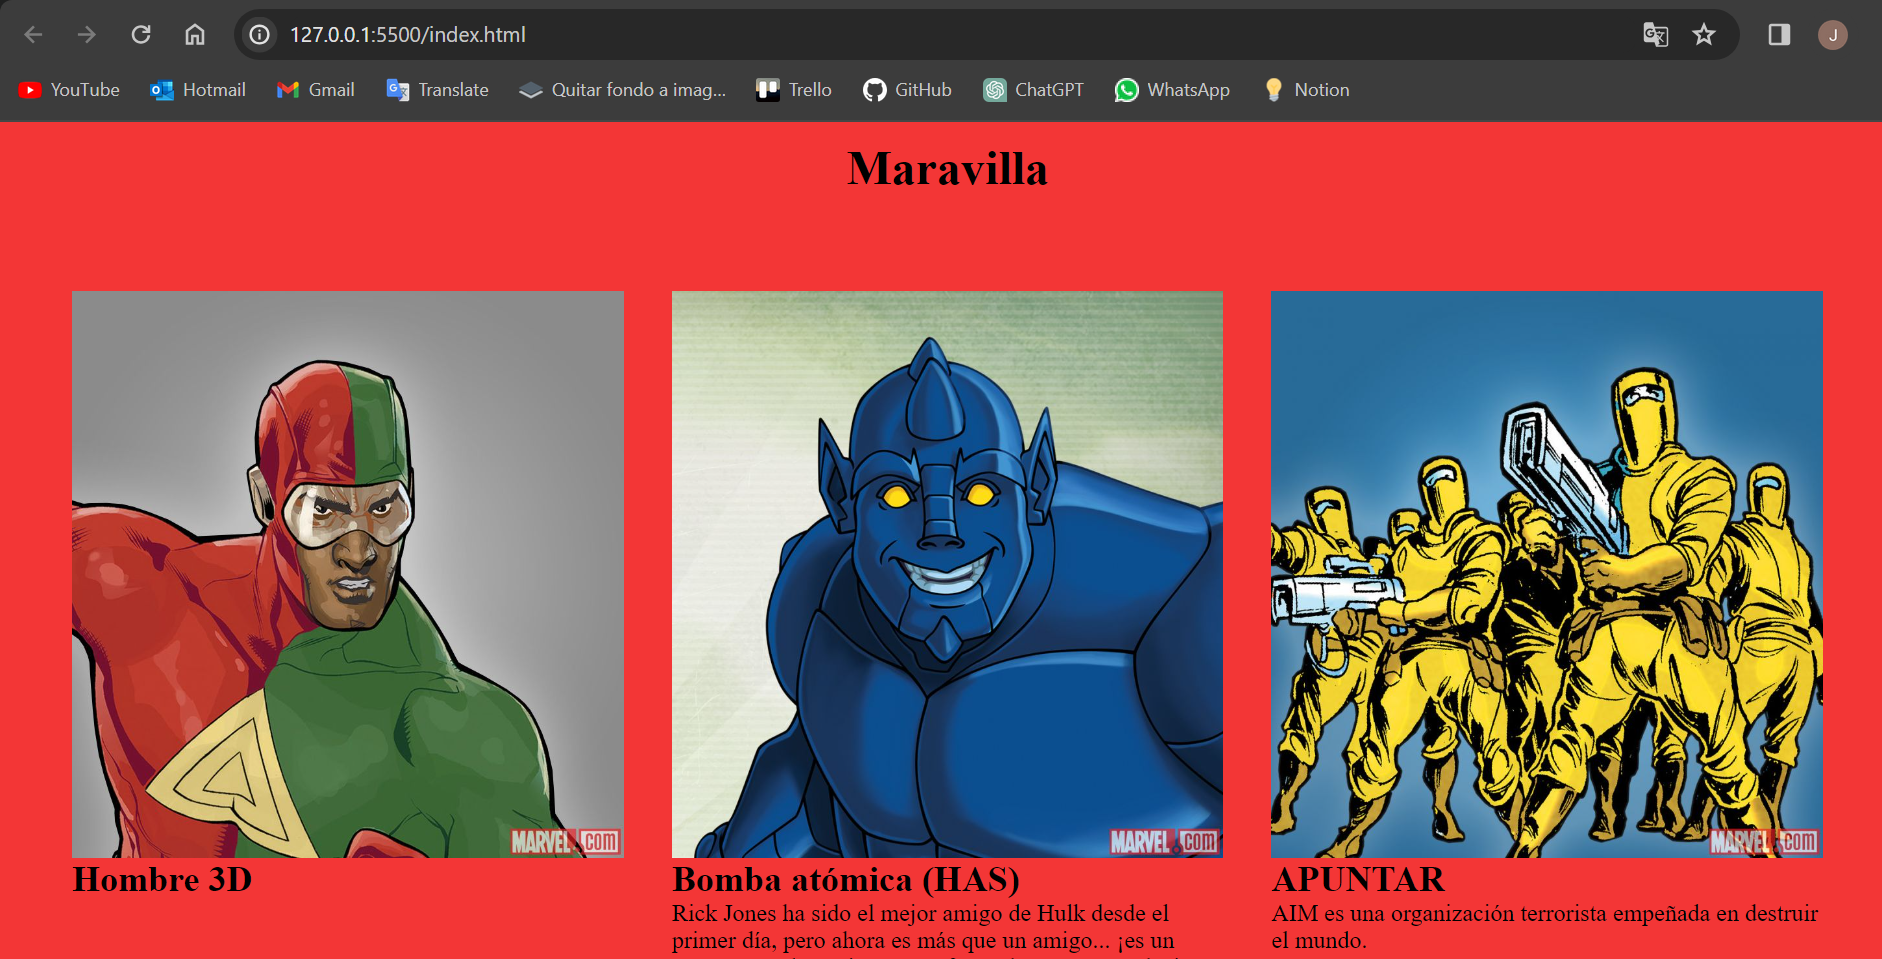 127.0.0.1:5500/index.html
J
YouTube
Hotmail
Gmail
Translate
Quitar fondo a imag...
Trello
GitHub
ChatGPT
WhatsApp
Notion
Maravilla
MARVEL.com
MARVEL.com
MARVEL.com
Hombre 3D
Bomba atómica (HAS)
Rick Jones ha sido el mejor amigo de Hulk desde el
primer día, pero ahora es más que un amigo... ¡es un
APUNTAR
AIM es una organización terrorista empeñada en destruir
el mundo.